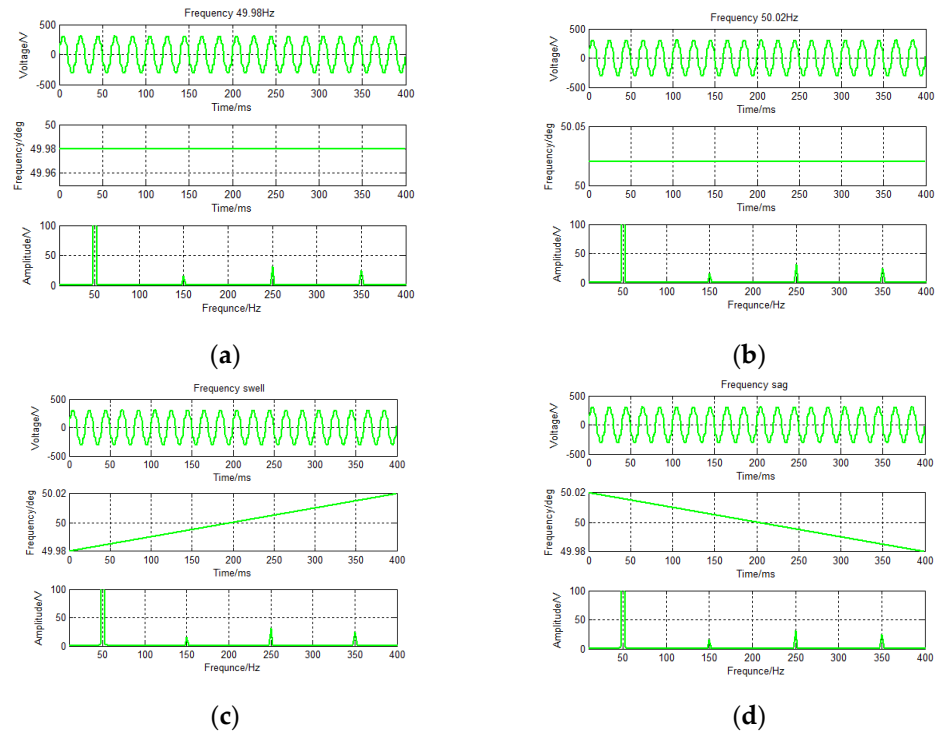 Frequency 49.98Hz
500
0
-500
Voltage/V
0 50 100 150 200 250 300 350 400
Time/ms
50
49.98
49.96
Frequency/deg
0 50 100 150 200 250 300 350 400
Time/ms
100
50
0
Amplitude/V
50 100 150 200 250 300 350 400
Frequnce/Hz
(a)
Frequency 50.02Hz
500
0
-500
Voltage/V
0 50 100 150 200 250 300 350 400
Time/ms
50.05
50
Frequency/deg
0 50 100 150 200 250 300 350 400
Time/ms
100
50
0
Amplitude/V
50 100 150 200 250 300 350 400
Frequnce/Hz
(b)
Frequency swell
500
0
-500
Voltage/V
0 50 100 150 200 250 300 350 400
Time/ms
50.02
50
49.98
Frequency/deg
0 50 100 150 200 250 300 350 400
Time/ms
100
50
0
Amplitude/V
50 100 150 200 250 300 350 400
Frequnce/Hz
(c)
Frequency sag
500
0
-500
Voltage/V
0 50 100 150 200 250 300 350 400
Time/ms
50.02
50
49.98
Frequency/deg
0 50 100 150 200 250 300 350 400
Time/ms
100
50
0
Amplitude/V
50 100 150 200 250 300 350 400
Frequnce/Hz
(d)